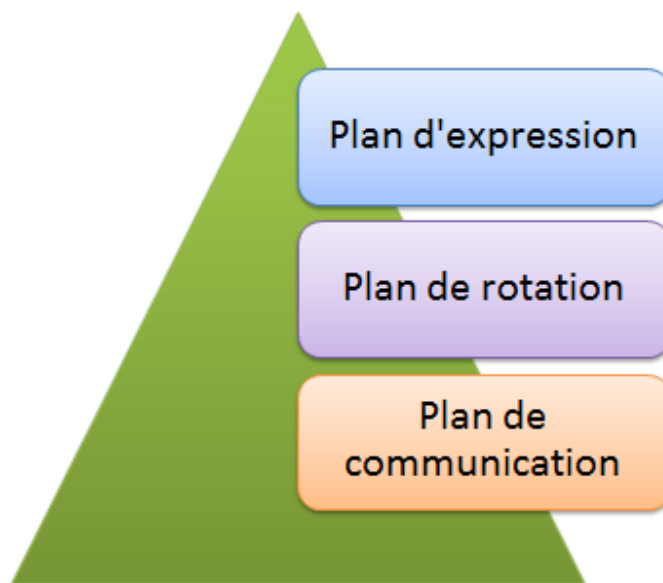 Plan d'expression
Plan de rotation
Plan de
communication